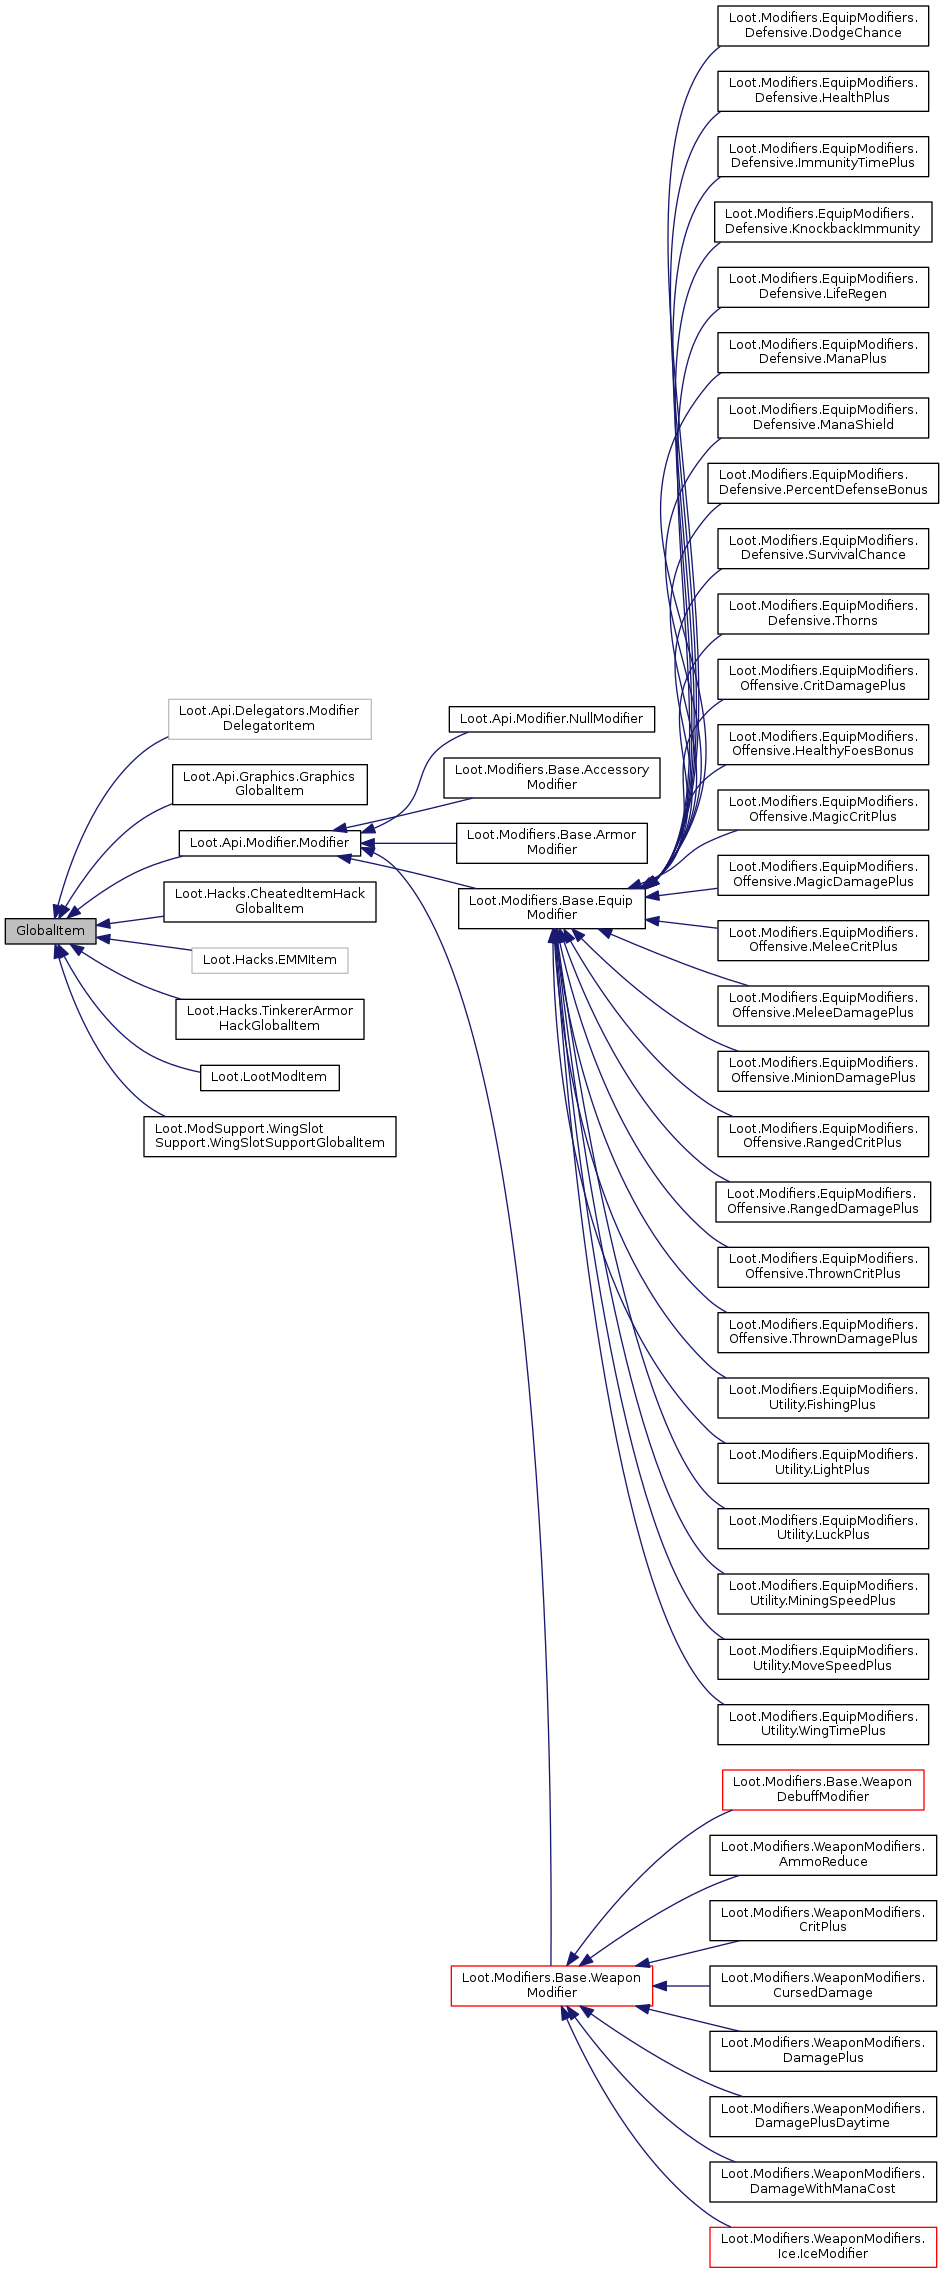 GlobalItem
Loot.Api.Delegators.Modifier
DelegatorItem
Loot.Api.Graphics.Graphics
GlobalItem
Loot.Api.Modifier.Modifier
Loot.Hacks.CheatedItemHack
GlobalItem
Loot.Hacks.EMMItem
Loot.Hacks.TinkererArmor
HackGlobalItem
Loot.LootModItem
Loot.ModSupport.WingSlot
Support.WingSlotSupportGlobalItem
Loot.Api.Modifier.NullModifier
Loot.Modifiers.Base.Accessory
Modifier
Loot.Modifiers.Base.Armor
Modifier
Loot.Modifiers.Base.Equip
Modifier
Loot.Modifiers.Base.Weapon
Modifier
Loot.Modifiers.EquipModifiers.
Defensive.DodgeChance
Loot.Modifiers.EquipModifiers.
Defensive.HealthPlus
Loot.Modifiers.EquipModifiers.
Defensive.ImmunityTimePlus
Loot.Modifiers.EquipModifiers.
Defensive.KnockbackImmunity
Loot.Modifiers.EquipModifiers.
Defensive.LifeRegen
Loot.Modifiers.EquipModifiers.
Defensive.ManaPlus
Loot.Modifiers.EquipModifiers.
Defensive.ManaShield
Loot.Modifiers.EquipModifiers.
Defensive.PercentDefenseBonus
Loot.Modifiers.EquipModifiers.
Defensive.SurvivalChance
Loot.Modifiers.EquipModifiers.
Defensive.Thorns
Loot.Modifiers.EquipModifiers.
Offensive.CritDamagePlus
Loot.Modifiers.EquipModifiers.
Offensive.HealthyFoesBonus
Loot.Modifiers.EquipModifiers.
Offensive.MagicCritPlus
Loot.Modifiers.EquipModifiers.
Offensive.MagicDamagePlus
Loot.Modifiers.EquipModifiers.
Offensive.MeleeCritPlus
Loot.Modifiers.EquipModifiers.
Offensive.MeleeDamagePlus
Loot.Modifiers.EquipModifiers.
Offensive.MinionDamagePlus
Loot.Modifiers.EquipModifiers.
Offensive.RangedCritPlus
Loot.Modifiers.EquipModifiers.
Offensive.RangedDamagePlus
Loot.Modifiers.EquipModifiers.
Offensive.ThrownCritPlus
Loot.Modifiers.EquipModifiers.
Offensive.ThrownDamagePlus
Loot.Modifiers.EquipModifiers.
Utility.FishingPlus
Loot.Modifiers.EquipModifiers.
Utility.LightPlus
Loot.Modifiers.EquipModifiers.
Utility.LuckPlus
Loot.Modifiers.EquipModifiers.
Utility.MiningSpeedPlus
Loot.Modifiers.EquipModifiers.
Utility.MoveSpeedPlus
Loot.Modifiers.EquipModifiers.
Utility.WingTimePlus
Loot.Modifiers.Base.Weapon
DebuffModifier
Loot.Modifiers.WeaponModifiers.
AmmoReduce
Loot.Modifiers.WeaponModifiers.
CritPlus
Loot.Modifiers.WeaponModifiers.
CursedDamage
Loot.Modifiers.WeaponModifiers.
DamagePlus
Loot.Modifiers.WeaponModifiers.
DamagePlusDaytime
Loot.Modifiers.WeaponModifiers.
DamageWithManaCost
Loot.Modifiers.WeaponModifiers.
Ice.IceModifier